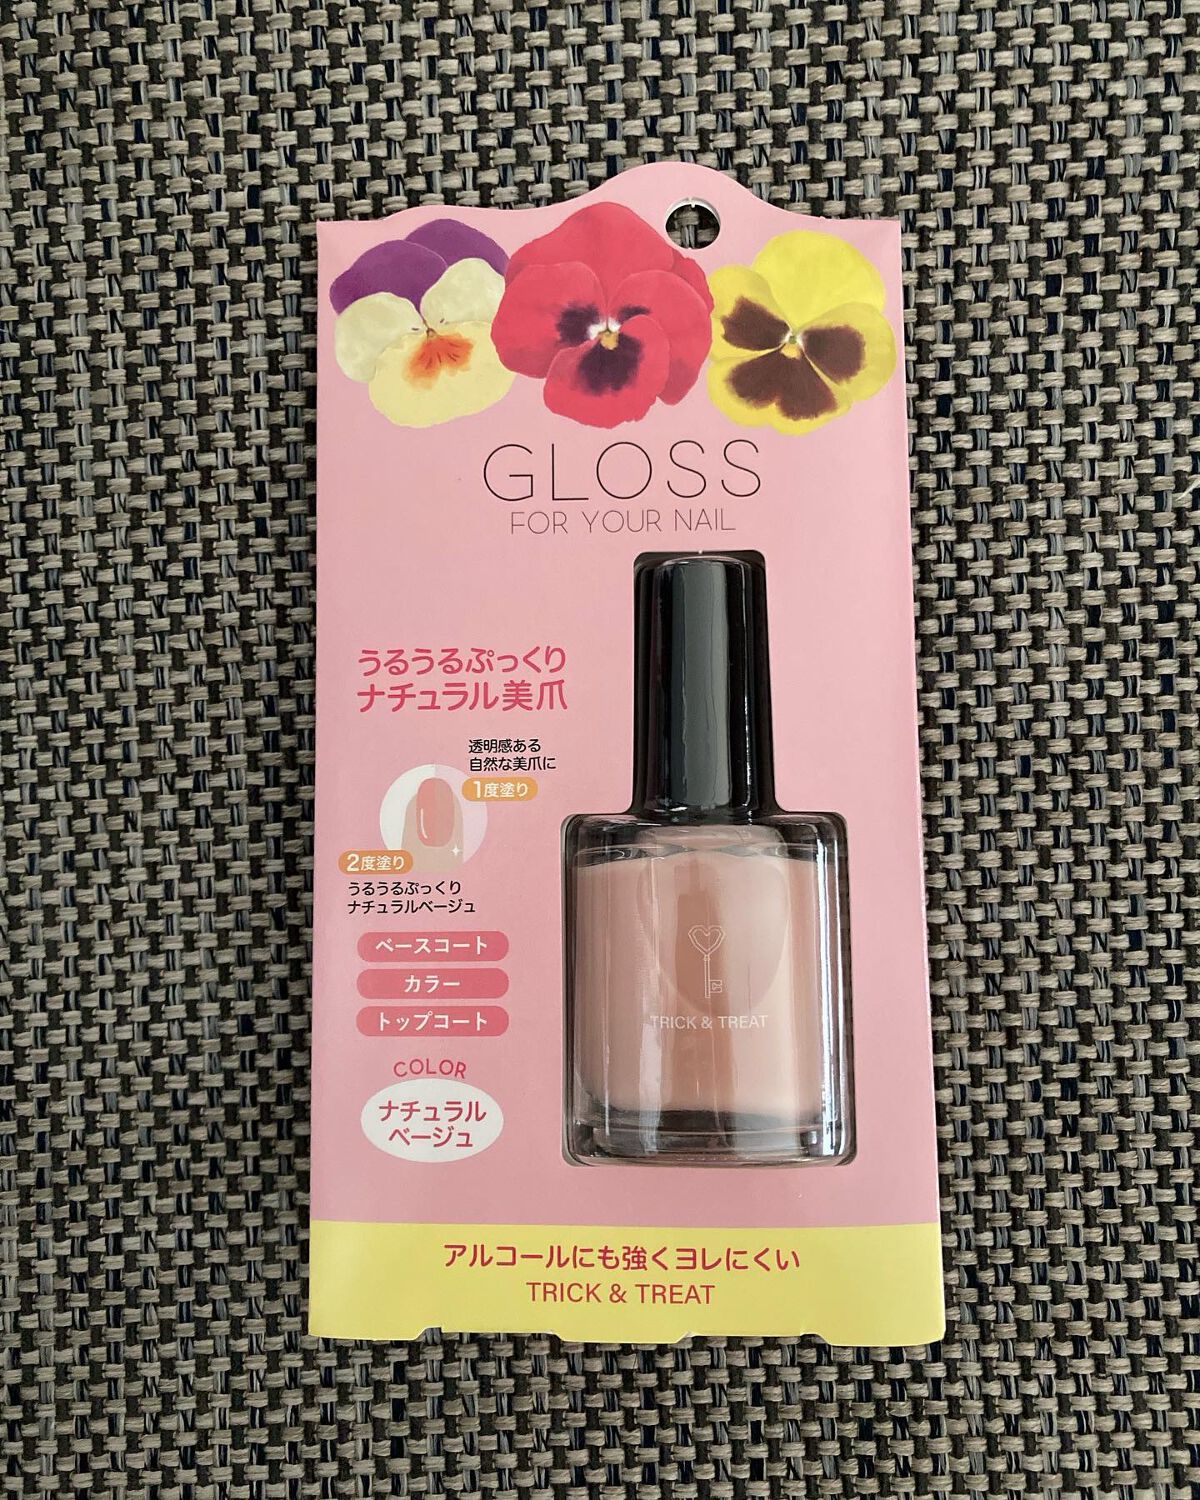 GLOSS
FOR YOUR NAIL
うるうるぷっくり
ナチュラル美爪
透明感ある
自然な美爪に
1度塗り
2度塗り
うるうるぷっくり
ナチュラルベージュ
ベースコート
カラー
トップコート
COLOR
ナチュラル
ベージュ
TRICK & TREAT
アルコールにも強くヨレにくい
TRICK & TREAT